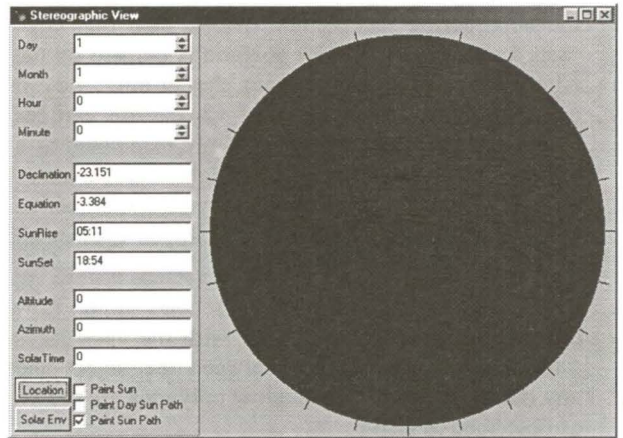 Stereographic View
Day 1
Month 1
Hour 0
Minute 0
Declination -23.151
Equation -3.384
SunRise 05:11
SunSet 18:54
Altitude 0
Azimuth 0
SolarTime 0
Location Paint Sun
Paint Day Sun Path
Solar Env Paint Sun Path